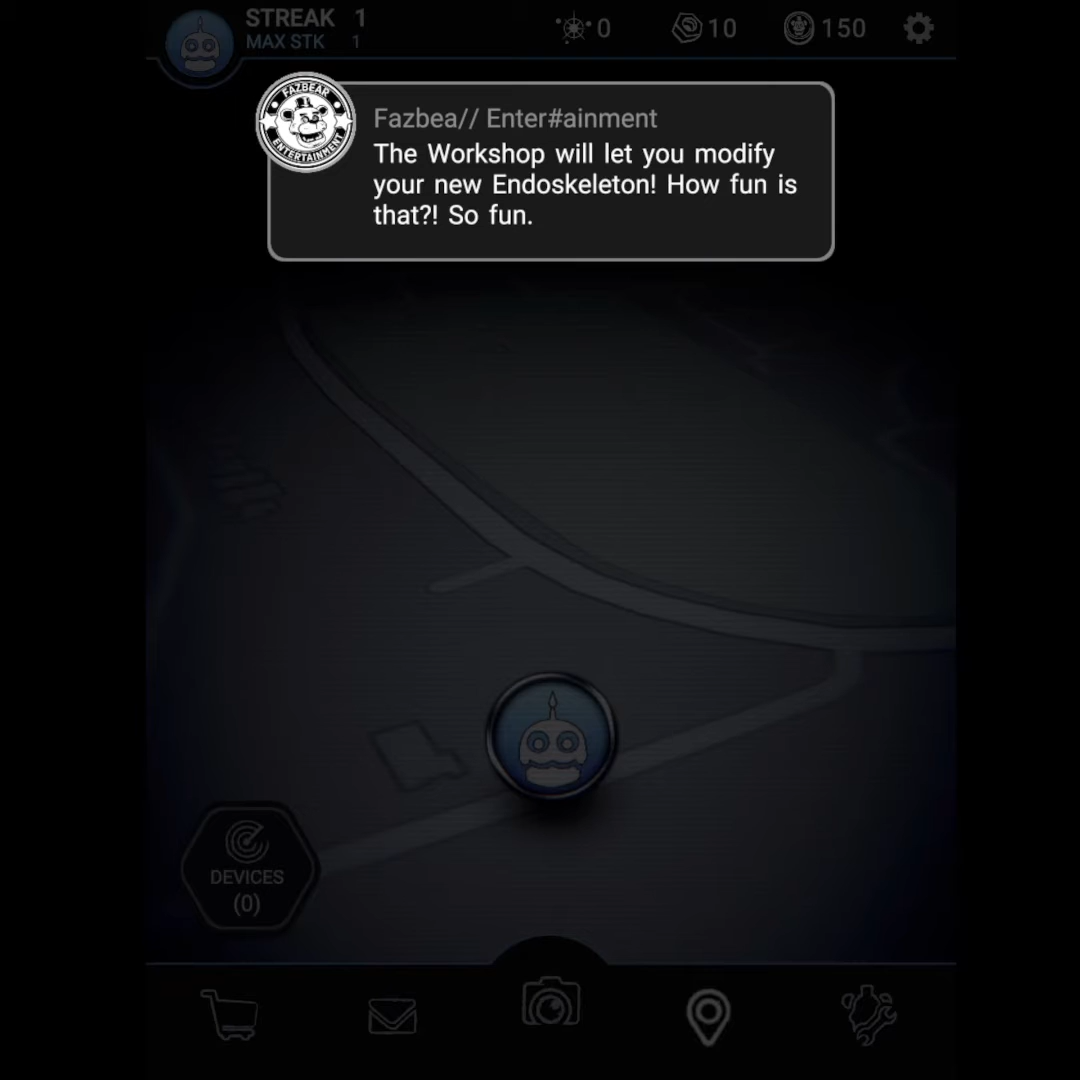 STREAK 1
MAX STK 1
0
10
150
FAZBEAR
ENTERTAINMENT
Fazbea// Enter#ainment
The Workshop will let you modify
your new Endoskeleton! How fun is
that?! So fun.
DEVICES
(0)